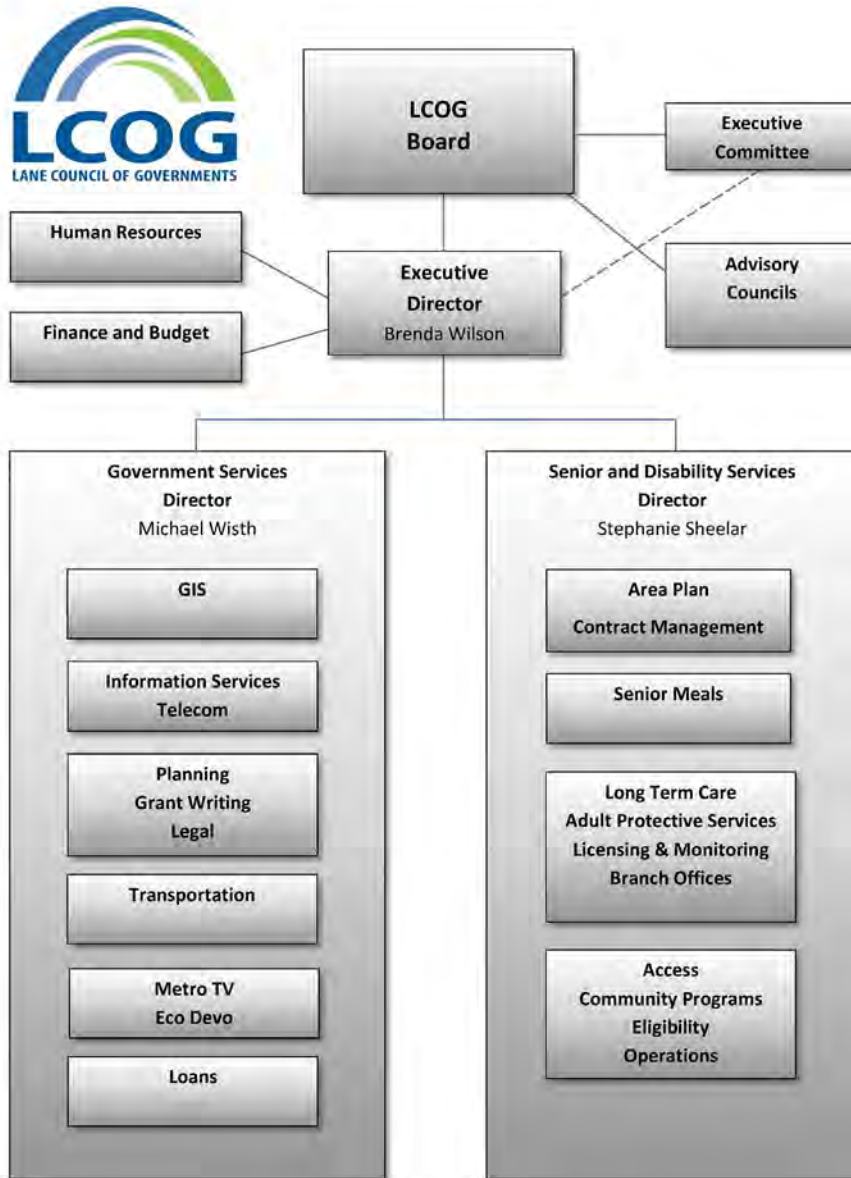 LCOG
LANE COUNCIL OF GOVERNMENTS
LCOG
Board
Executive
Committee
Human Resources
Executive
Director
Brenda Wilson
Advisory
Councils
Finance and Budget
Government Services
Director
Michael Wisth
GIS
Information Services
Telecom
Planning
Grant Writing
Legal
Transportation
Metro TV
Eco Devo
Loans
Senior and Disability Services
Director
Stephanie Sheelar
Area Plan
Contract Management
Senior Meals
Long Term Care
Adult Protective Services
Licensing & Monitoring
Branch Offices
Access
Community Programs
Eligibility
Operations